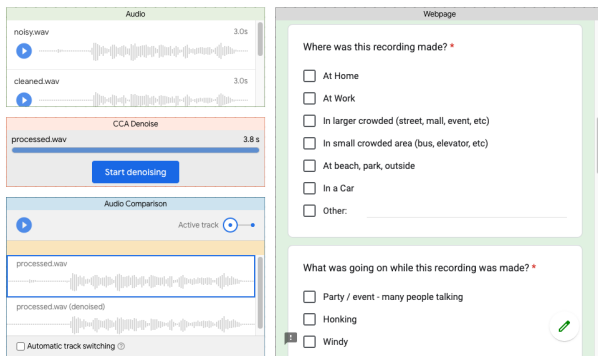 Audio
noisy.wav 3.0s
cleaned.wav 3.0s
CCA Denoise
processed.wav 3.8 s
Start denoising
Audio Comparison
Active track
processed.wav
processed.wav (denoised)
Automatic track switching ?
Webpage
Where was this recording made? *
At Home
At Work
In larger crowded (street, mall, event, etc)
In small crowded area (bus, elevator, etc)
At beach, park, outside
In a Car
Other:
What was going on while this recording was made? *
Party / event - many people talking
Honking
Windy